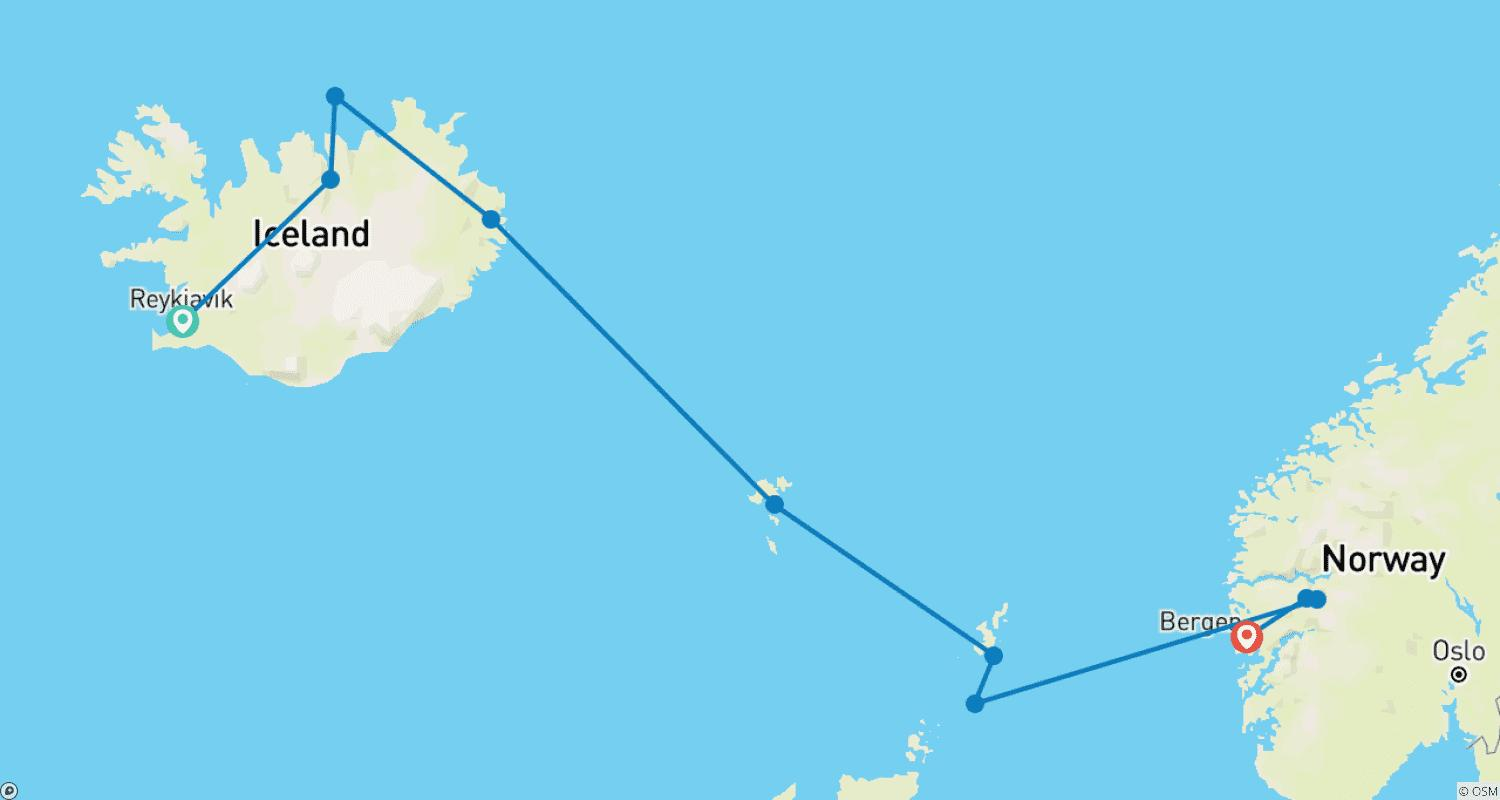 Iceland
Reykjavik
Norway
Bergen
Oslo
© OSM